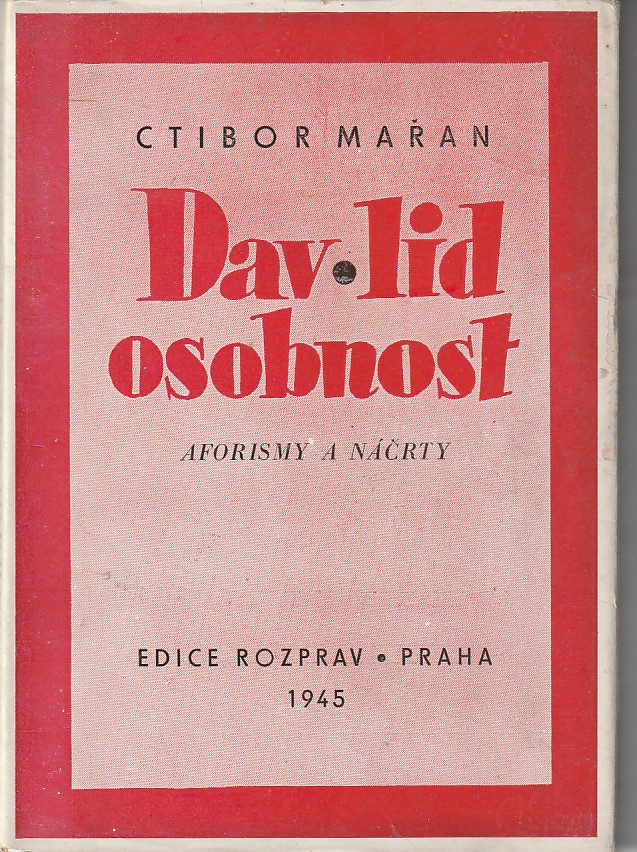 CTIBOR MAŘAN
Dav • lid
osobnost
AFORISMY A NÁČRTY
EDICE ROZPRAV • PRAHA
1945